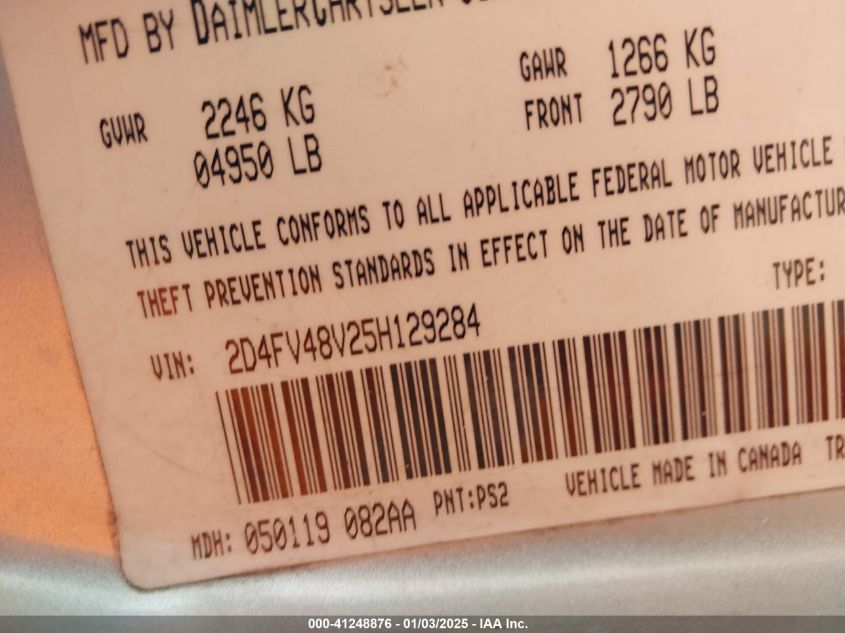 MFD BY DAIMLERCHRYSLER
GVWR 2246 KG GAWR 1266 KG
04950 LB FRONT 2790 LB
THIS VEHICLE CONFORMS TO ALL APPLICABLE FEDERAL MOTOR VEHICLE
THEFT PREVENTION STANDARDS IN EFFECT ON THE DATE OF MANUFACTUR
TYPE:
VIN: 2D4FV48V25H129284
VEHICLE MADE IN CANADA TR
MDH: 050119 082AA PNT:PS2
000-41248876 - 01/03/2025 - IAA Inc.